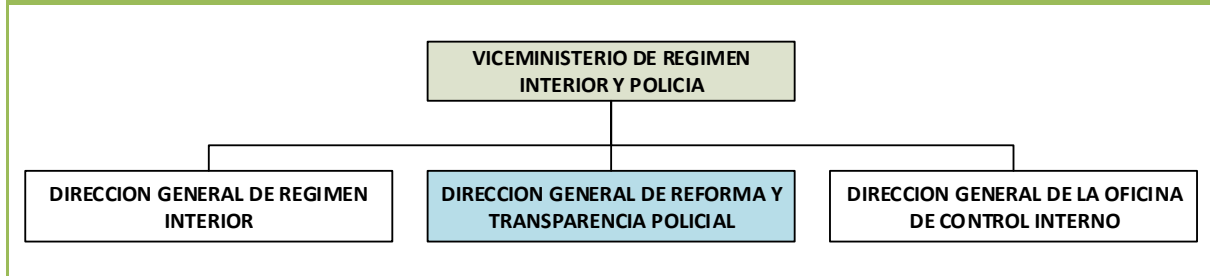 VICEMINISTERIO DE REGIMEN
INTERIOR Y POLICIA
DIRECCION GENERAL DE REGIMEN
INTERIOR
DIRECCION GENERAL DE REFORMA Y
TRANSPARENCIA POLICIAL
DIRECCION GENERAL DE LA OFICINA
DE CONTROL INTERNO